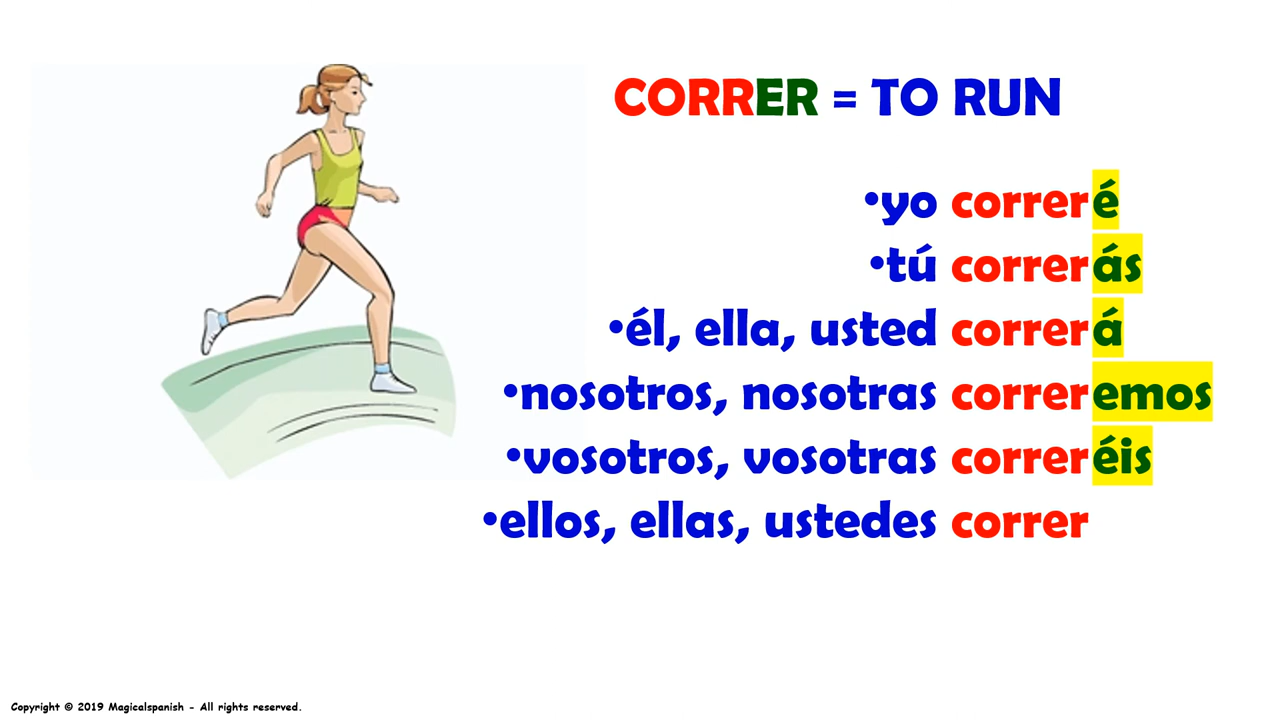 CORRER = TO RUN
•yo correré
•tú correrás
•él, ella, usted correrá
•nosotros, nosotras correremos
•vosotros, vosotras correréis
•ellos, ellas, ustedes correr
Copyright © 2019 Magicalspanish - All rights reserved.